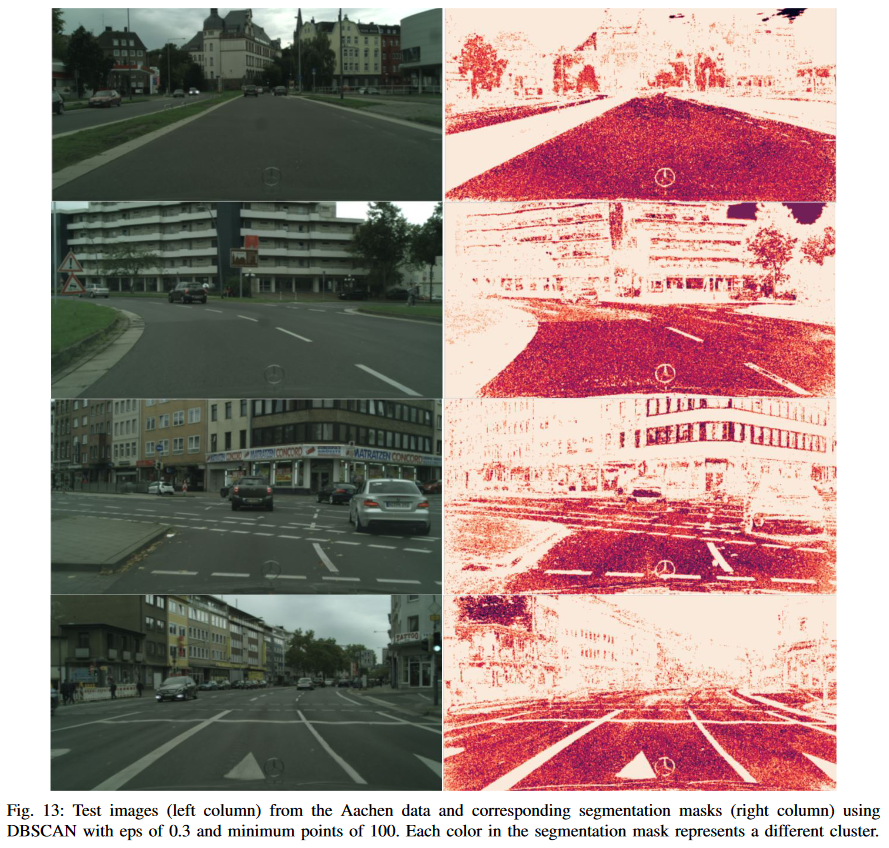 MATRATZEN CONCORD
MATRATZEN CONCORD
TATTOO
Fig. 13: Test images (left column) from the Aachen data and corresponding segmentation masks (right column) using
DBSCAN with eps of 0.3 and minimum points of 100. Each color in the segmentation mask represents a different cluster.